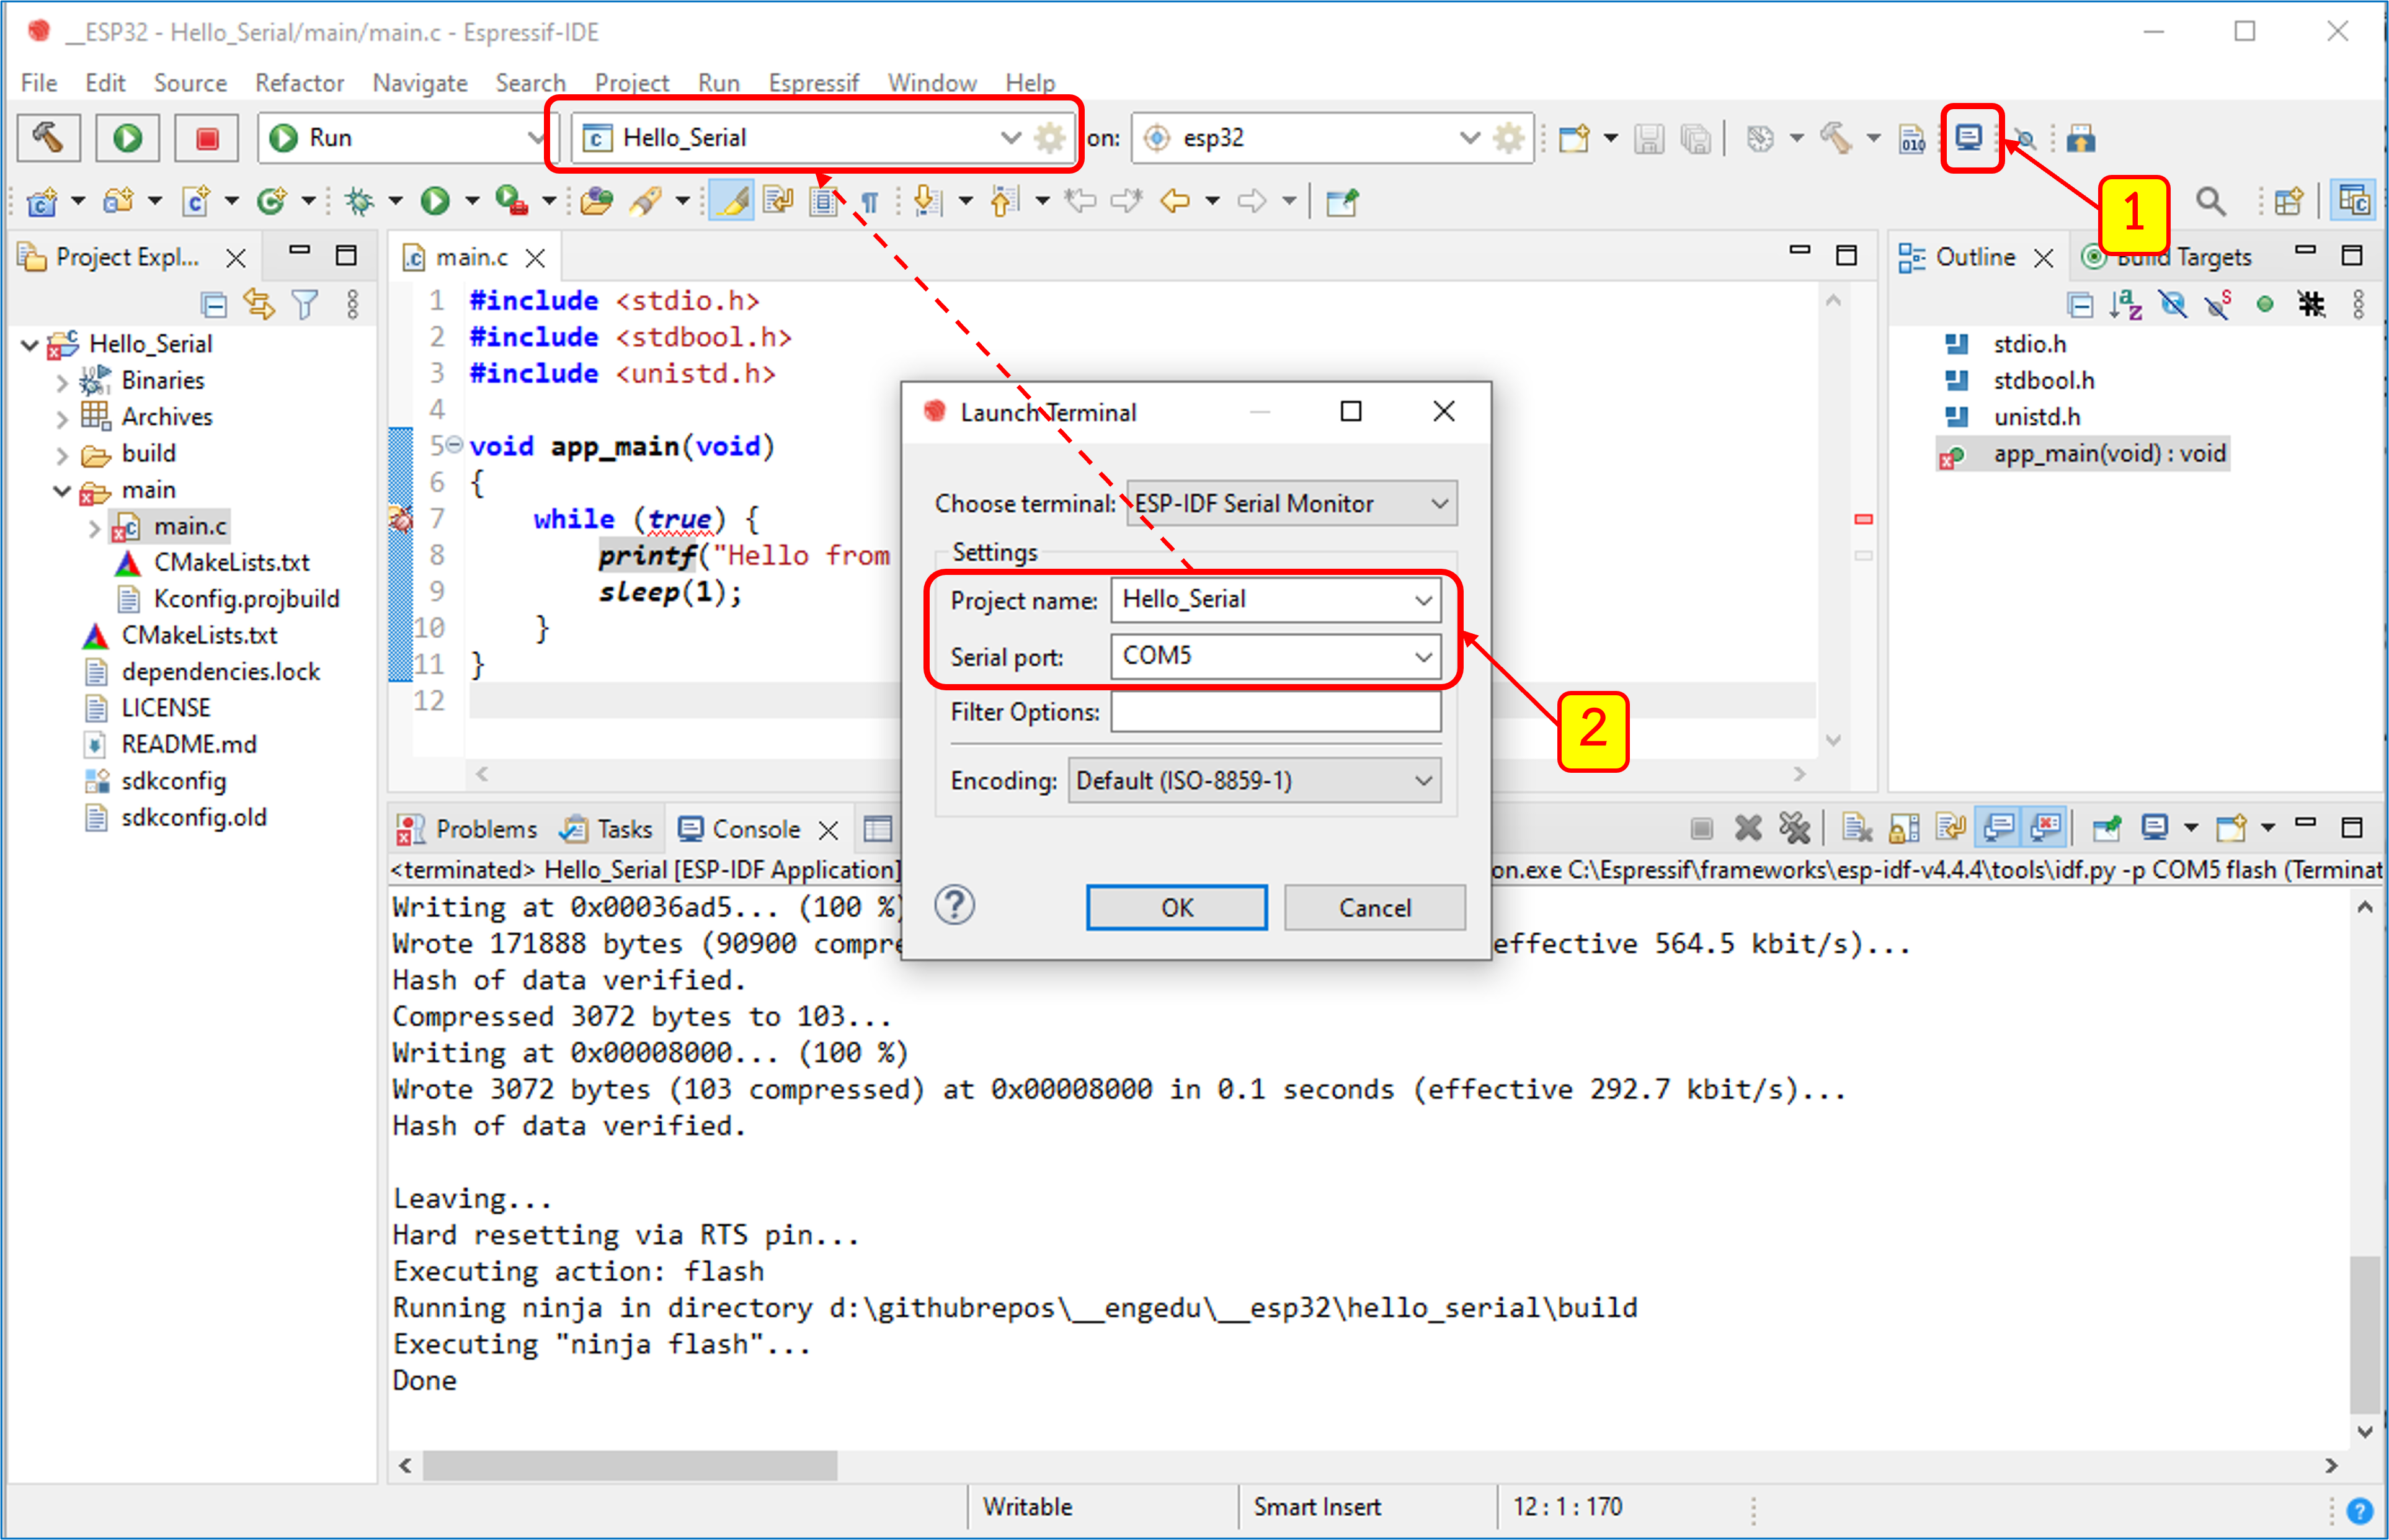 __ESP32 - Hello_Serial/main/main.c - Espressif-IDE
File Edit Source Refactor Navigate Search Project Run Espressif Window Help
Run Hello_Serial on: esp32
010
1
Project Expl...
main.c
Outline Build Targets
Hello_Serial
Binaries
Archives
build
main
main.c
CMakeLists.txt
Kconfig.projbuild
CMakeLists.txt
dependencies.lock
LICENSE
README.md
sdkconfig
sdkconfig.old
1 #include <stdio.h>
2 #include <stdbool.h>
3 #include <unistd.h>
4
5 void app_main(void)
6 {
7 while (true) {
8 printf("Hello from
9 sleep(1);
10 }
11 }
12
stdio.h
stdbool.h
unistd.h
app_main(void) : void
Launch Terminal
Choose terminal: ESP-IDF Serial Monitor
Settings
Project name: Hello_Serial
Serial port: COM5
Filter Options:
Encoding: Default (ISO-8859-1)
OK Cancel
2
Problems Tasks Console
<terminated> Hello_Serial [ESP-IDF Application] on.exe C:\Espressif\frameworks\esp-idf-v4.4.4\tools\idf.py -p COM5 flash (Terminat
Writing at 0x00036ad5... (100 %)
Wrote 171888 bytes (90900 compre effective 564.5 kbit/s)...
Hash of data verified.
Compressed 3072 bytes to 103...
Writing at 0x00008000... (100 %)
Wrote 3072 bytes (103 compressed) at 0x00008000 in 0.1 seconds (effective 292.7 kbit/s)...
Hash of data verified.
Leaving...
Hard resetting via RTS pin...
Executing action: flash
Running ninja in directory d:\githubrepos\__engedu\__esp32\hello_serial\build
Executing "ninja flash"...
Done
Writable Smart Insert 12 : 1 : 170